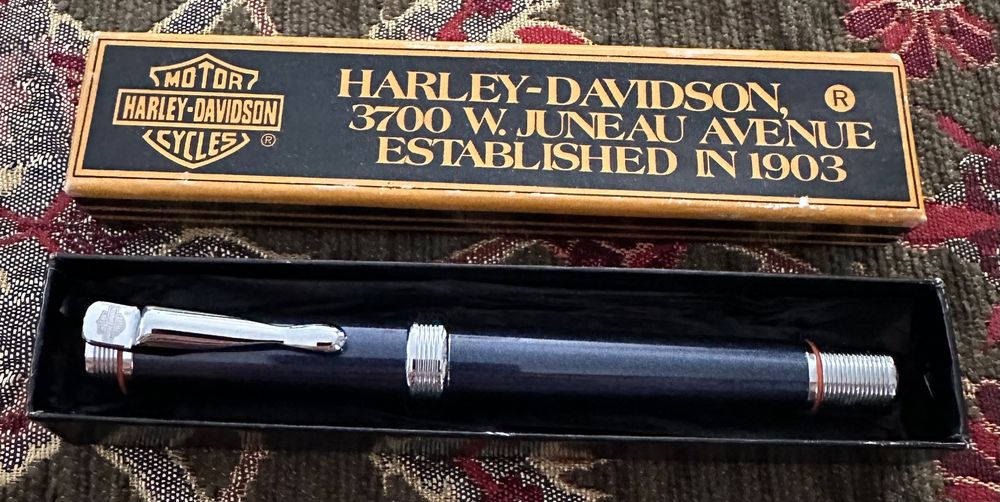 MOTOR
HARLEY-DAVIDSON
CYCLES ®
HARLEY-DAVIDSON, ®
3700 W. JUNEAU AVENUE
ESTABLISHED IN 1903